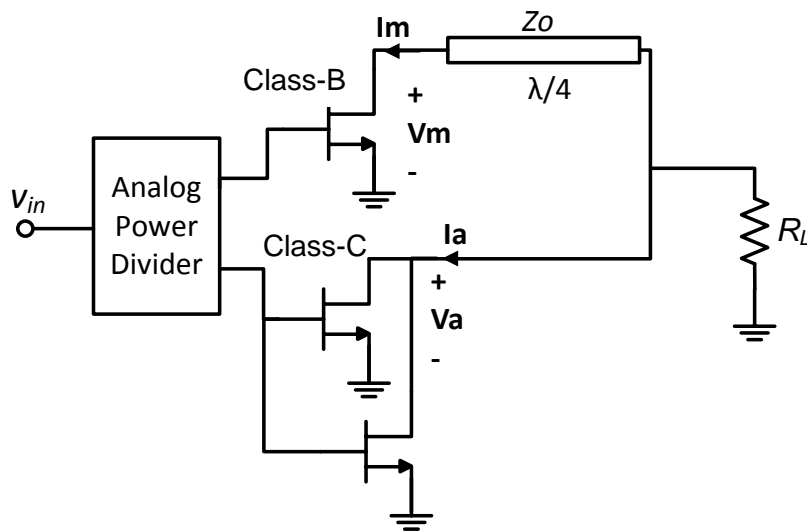 Im
Zo
λ/4
Class-B
+
Vm
-
Analog
Power
Divider
vin
Class-C
Ia
+
Va
-
RL